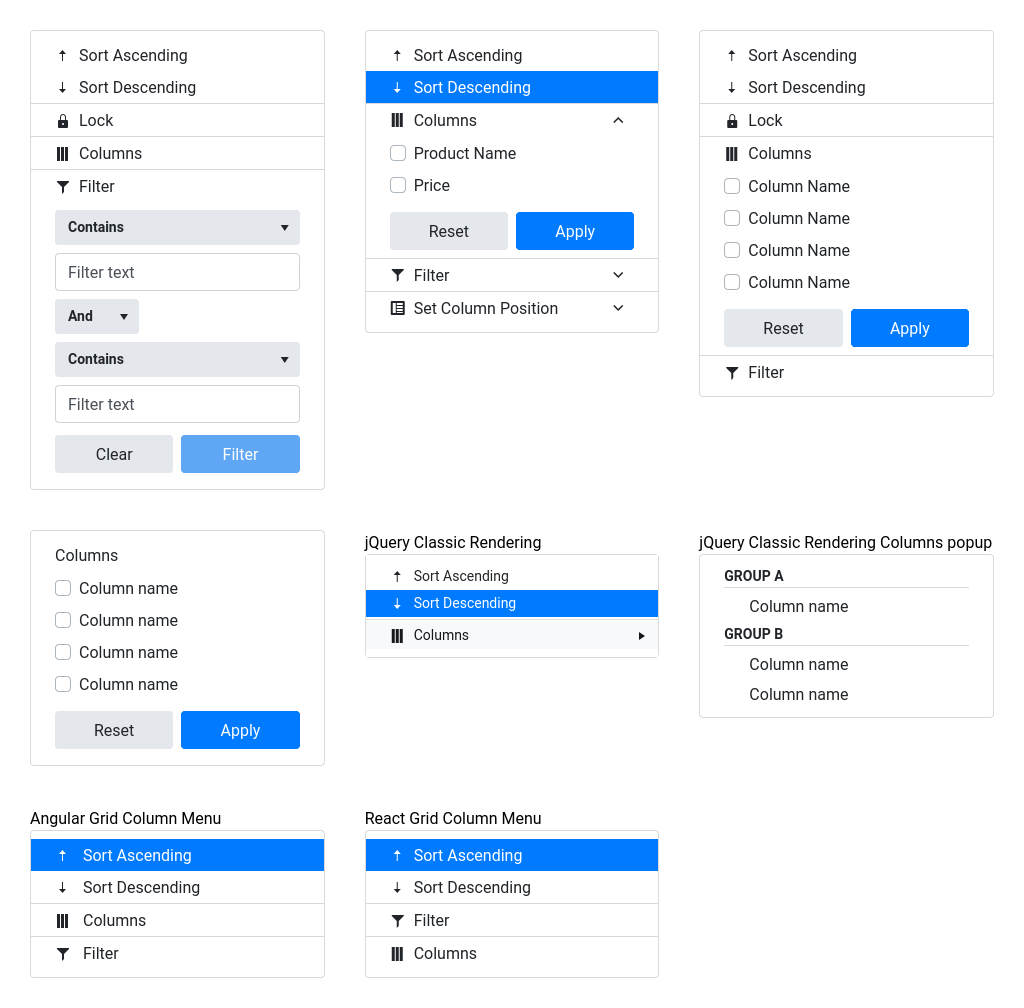 Sort Ascending
Sort Descending
Lock
Columns
Filter
Contains
Filter text
And
Contains
Filter text
Clear Filter
Sort Ascending
Sort Descending
Columns
Product Name
Price
Reset Apply
Filter
Set Column Position
Sort Ascending
Sort Descending
Lock
Columns
Column Name
Column Name
Column Name
Column Name
Reset Apply
Filter
Columns
Column name
Column name
Column name
Column name
Reset Apply
jQuery Classic Rendering
Sort Ascending
Sort Descending
Columns
jQuery Classic Rendering Columns popup
GROUP A
Column name
GROUP B
Column name
Column name
Angular Grid Column Menu
Sort Ascending
Sort Descending
Columns
Filter
React Grid Column Menu
Sort Ascending
Sort Descending
Filter
Columns